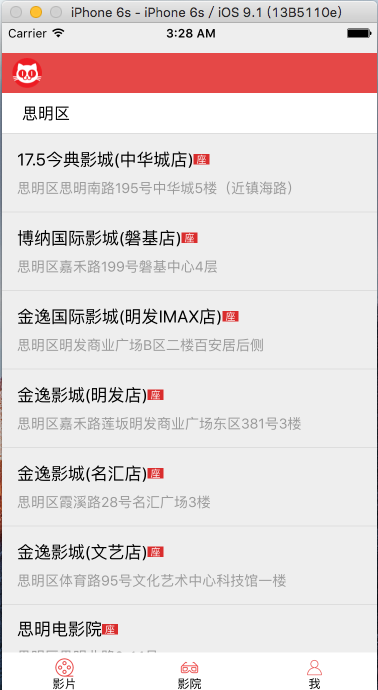 iPhone 6s - iPhone 6s / iOS 9.1 (13B5110e)
Carrier 3:28 AM
思明区
17.5今典影城(中华城店)座
思明区思明南路195号中华城5楼（近镇海路）
博纳国际影城(磐基店)座
思明区嘉禾路199号磐基中心4层
金逸国际影城(明发IMAX店)座
思明区明发商业广场B区二楼百安居后侧
金逸影城(明发店)座
思明区嘉禾路莲坂明发商业广场东区381号3楼
金逸影城(名汇店)座
思明区霞溪路28号名汇广场3楼
金逸影城(文艺店)座
思明区体育路95号文化艺术中心科技馆一楼
思明电影院座
影片 影院 我